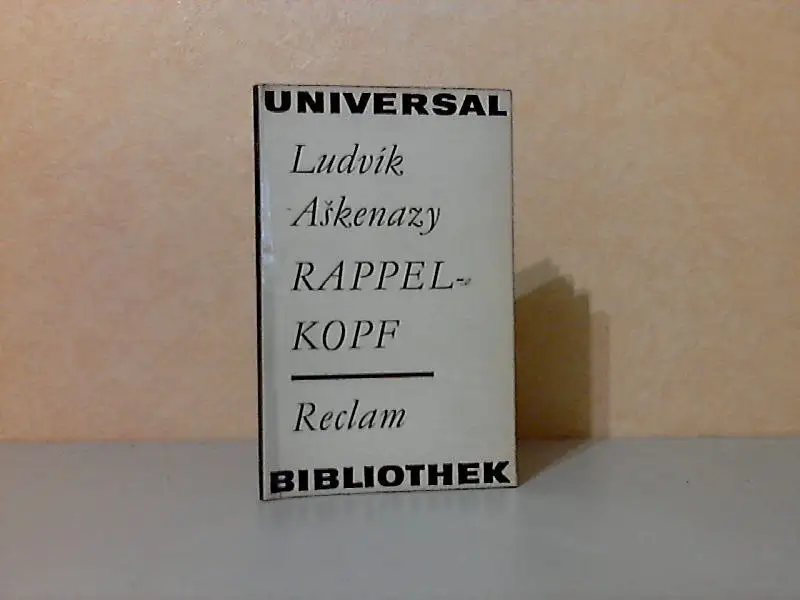 UNIVERSAL
Ludvík
Aškenazy
RAPPEL-
KOPF
Reclam
BIBLIOTHEK